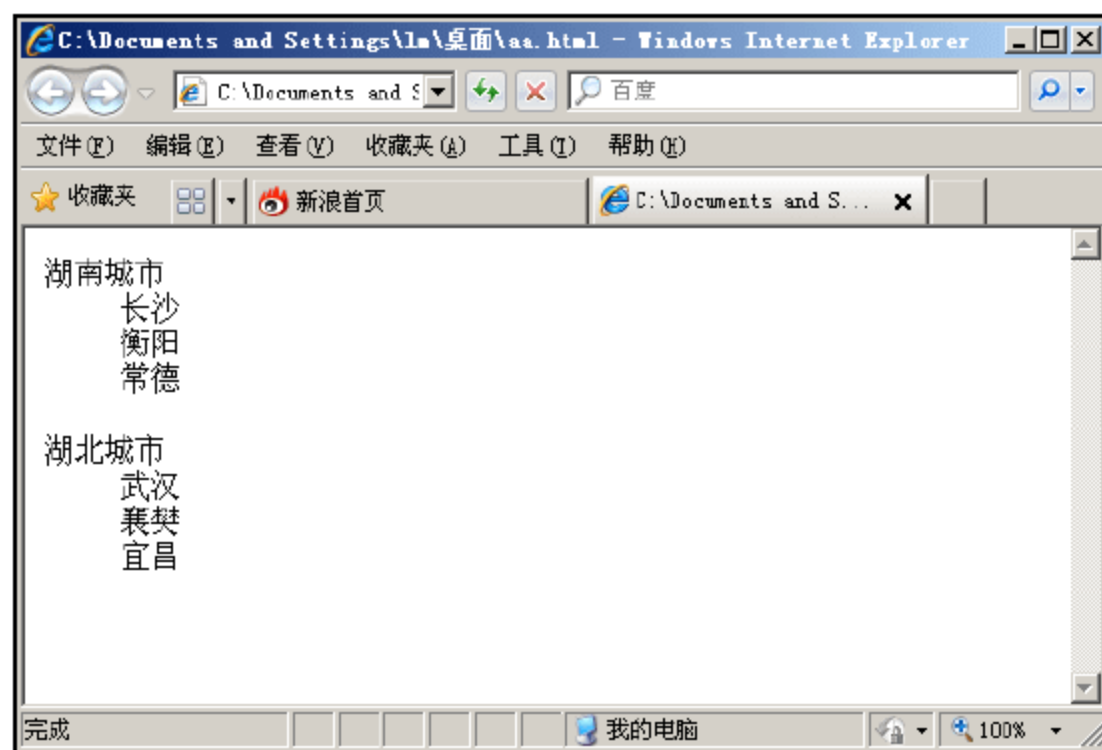 C:\Documents and Settings\lm\桌面\aa.html - Windows Internet Explorer
C:\Documents and S
百度
文件(F) 编辑(E) 查看(V) 收藏夹(A) 工具(T) 帮助(H)
收藏夹 新浪首页 C:\Documents and S...
湖南城市
长沙
衡阳
常德
湖北城市
武汉
襄樊
宜昌
完成 我的电脑 100%